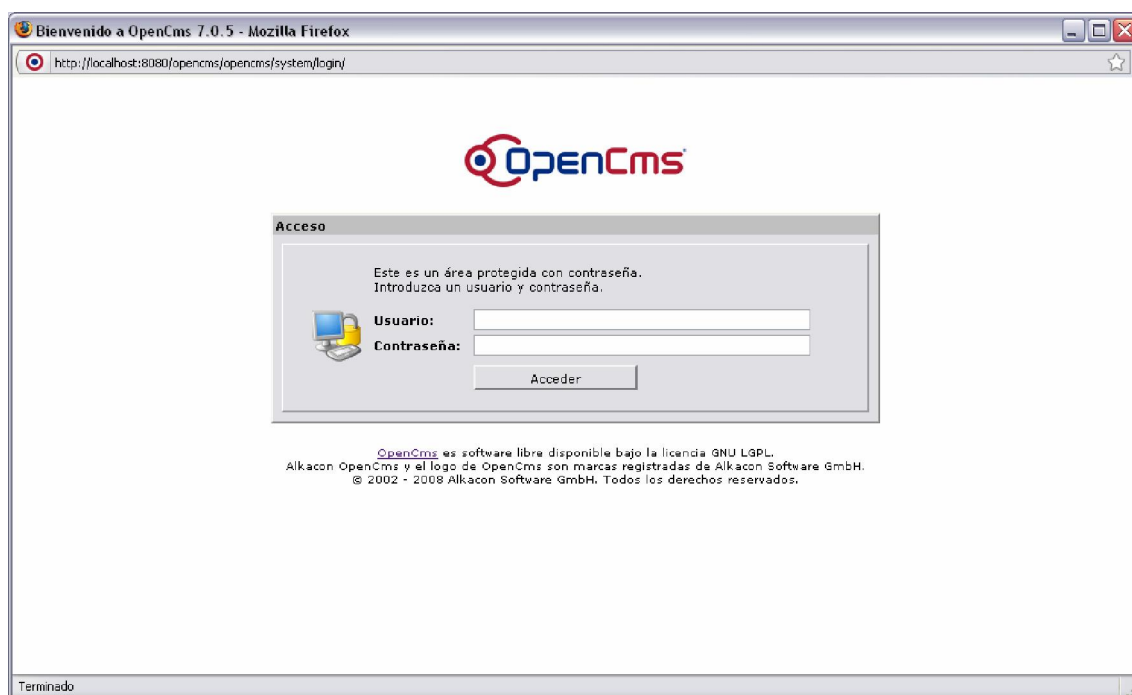 Bienvenido a OpenCms 7.0.5 - Mozilla Firefox
http://localhost:8080/opencms/opencms/system/login/
OpenCms
Acceso
Este es un área protegida con contraseña.
Introduzca un usuario y contraseña.
Usuario:
Contraseña:
Acceder
OpenCms es software libre disponible bajo la licencia GNU LGPL.
Alkacon OpenCms y el logo de OpenCms son marcas registradas de Alkacon Software GmbH.
© 2002 - 2008 Alkacon Software GmbH. Todos los derechos reservados.
Terminado